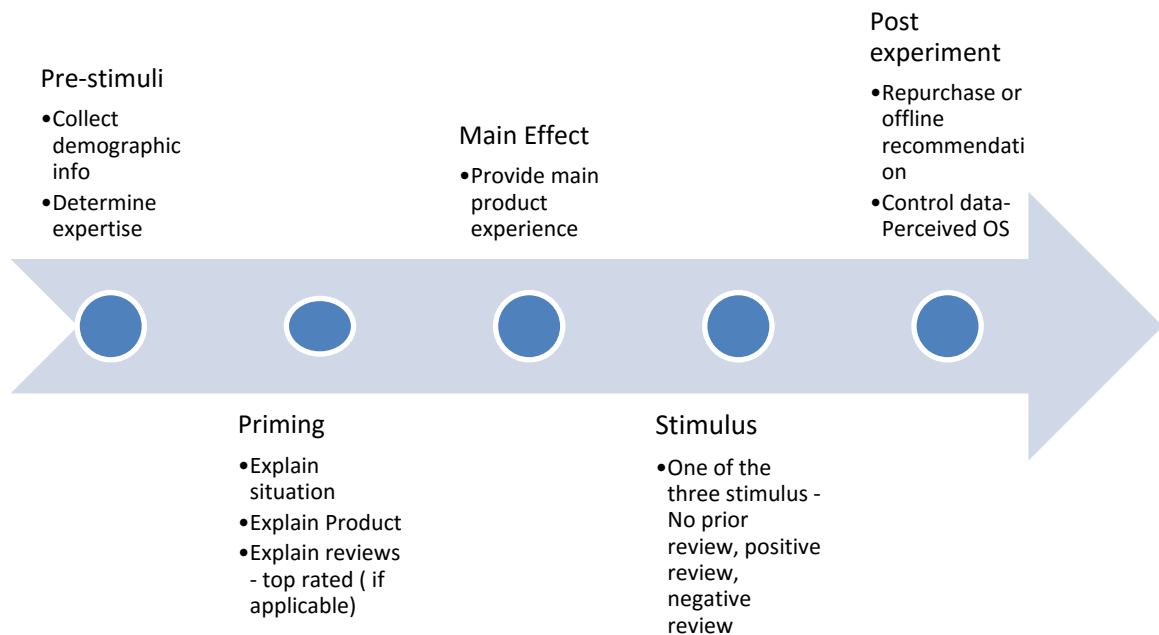 Pre-stimuli
•Collect
demographic
info
•Determine
expertise
Priming
•Explain
situation
•Explain Product
•Explain reviews
- top rated ( if
applicable)
Main Effect
•Provide main
product
experience
Stimulus
•One of the
three stimulus -
No prior
review, positive
review,
negative
review
Post
experiment
•Repurchase or
offline
recommendati
on
•Control data-
Perceived OS